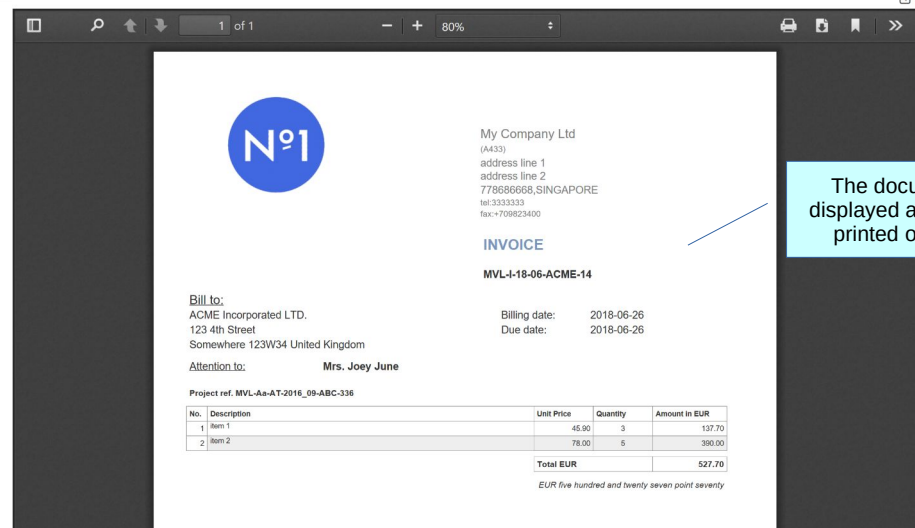 1 of 1
80%
Nº1
My Company Ltd
(A433)
address line 1
address line 2
778686668,SINGAPORE
tel:3333333
fax:+709823400
INVOICE
MVL-I-18-06-ACME-14
Bill to:
ACME Incorporated LTD.
123 4th Street
Somewhere 123W34 United Kingdom
Billing date: 2018-06-26
Due date: 2018-06-26
Attention to: Mrs. Joey June
Project ref. MVL-Aa-AT-2016_09-ABC-336
No. Description Unit Price Quantity Amount in EUR
1 item 1 45.90 3 137.70
2 item 2 78.00 5 390.00
Total EUR 527.70
EUR five hundred and twenty seven point seventy
The docu
displayed a
printed o